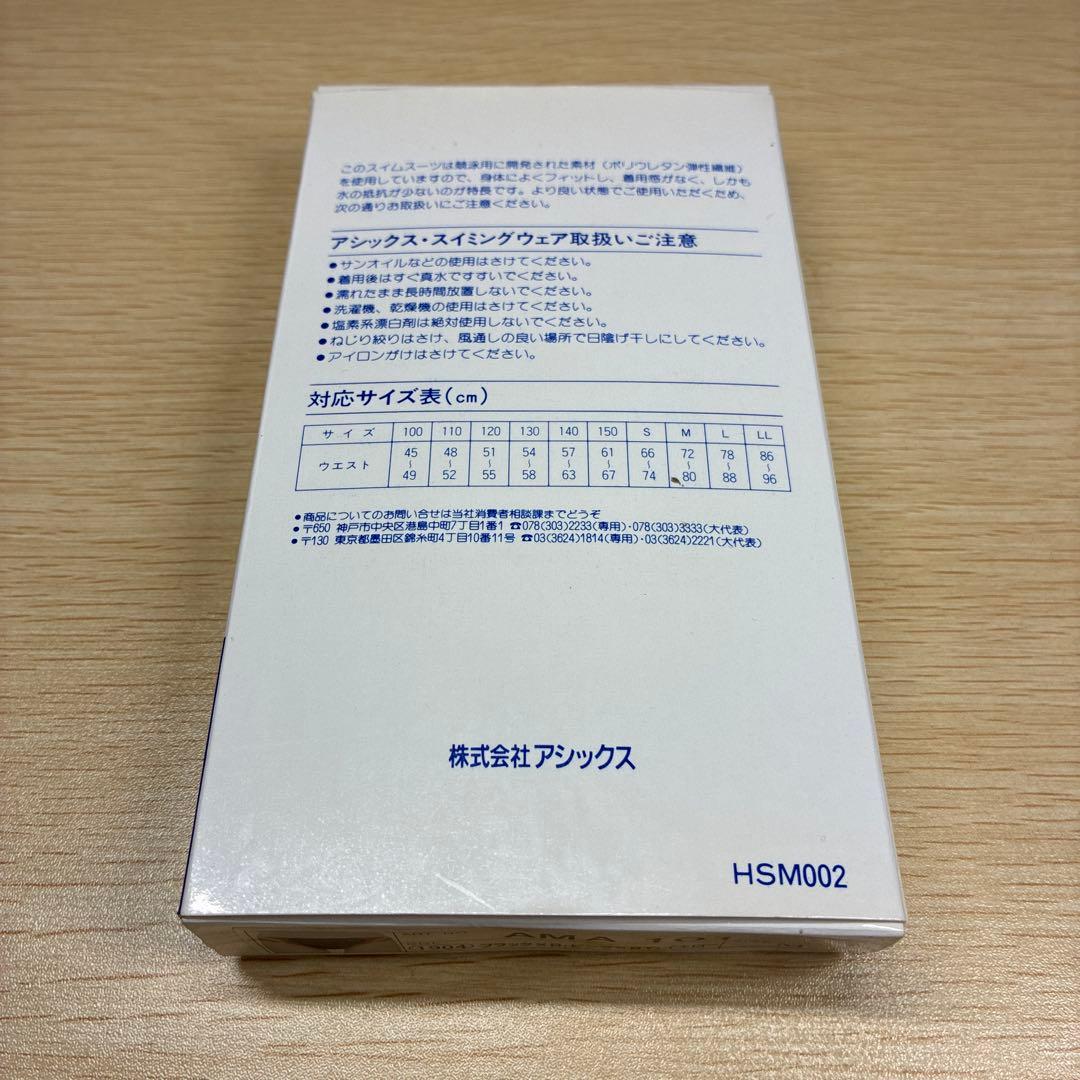 このスイムスーツは競泳用に開発された素材(ポリウレタン弾性繊維)
を使用していますので、身体によくフィットし、着用感がなく、しかも
水の抵抗が少ないのが特長です。より良い状態でご使用いただくため、
次の通りお取扱いにご注意ください。
アシックス・スイミングウェア取扱いご注意
●サンオイルなどの使用はさけてください。
●着用後はすぐ真水ですすいでください。
●濡れたまま長時間放置しないでください。
●洗濯機、乾燥機の使用はさけてください。
●塩素系漂白剤は絶対使用しないでください。
●ねじり絞りはさけ、風通しの良い場所で日陰げ干しにしてください。
●アイロンがけはさけてください。
対応サイズ表(cm)
サイズ 100 110 120 130 140 150 S M L LL
ウエスト 45〜49 48〜52 51〜55 54〜58 57〜63 61〜67 66〜74 72〜80 78〜88 86〜96
●商品についてのお問い合せは当社消費者相談課までどうぞ
●〒650 神戸市中央区港島中町7丁目1番1 ☎078(303)2233(専用)・078(303)3333(大代表)
●〒130 東京都墨田区錦糸町4丁目10番11号 ☎03(3624)1814(専用)・03(3624)2221(大代表)
株式会社アシックス
HSM002
AMA